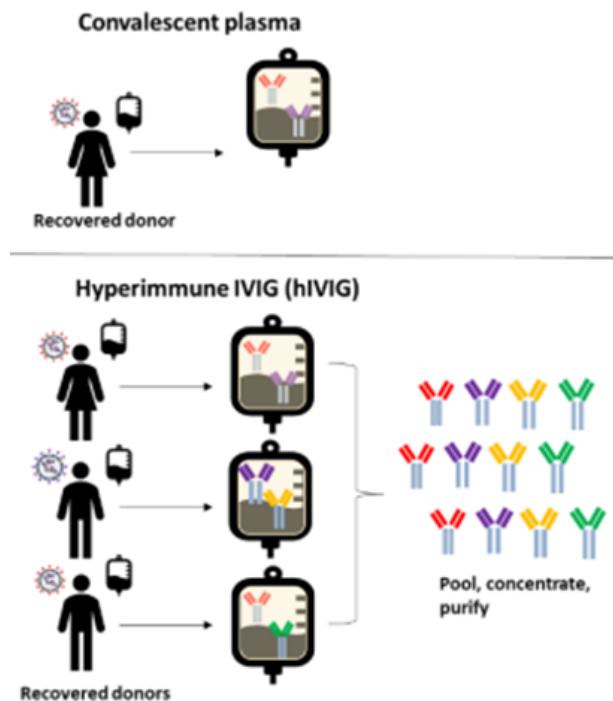 Convalescent plasma
Recovered donor
Hyperimmune IVIG (hIVIG)
Pool, concentrate,
purify
Recovered donors